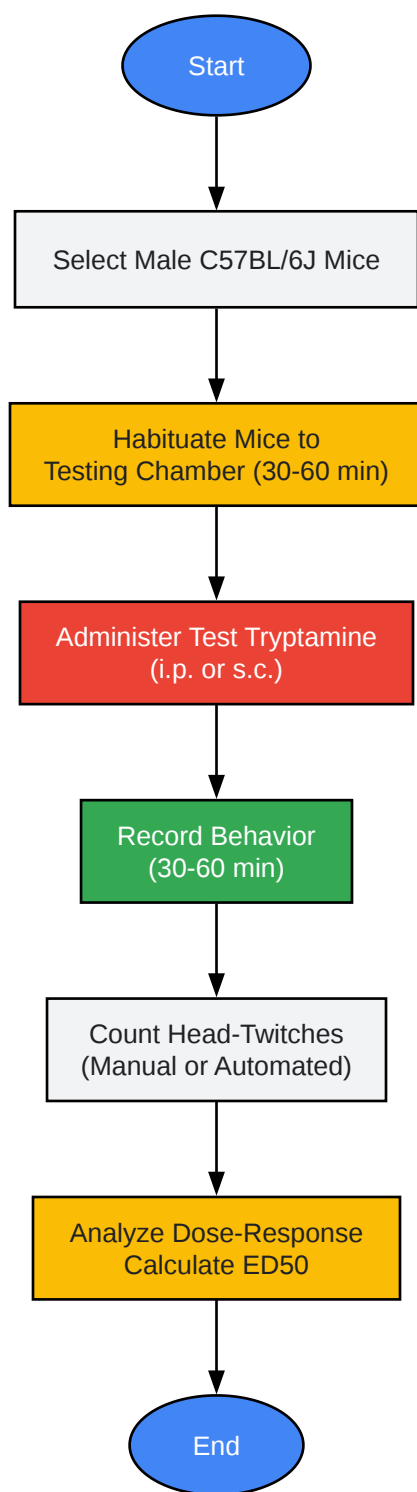 Start
Select Male C57BL/6J Mice
Habituate Mice to
Testing Chamber (30-60 min)
Administer Test Tryptamine
(i.p. or s.c.)
Record Behavior
(30-60 min)
Count Head-Twitches
(Manual or Automated)
Analyze Dose-Response
Calculate ED50
End